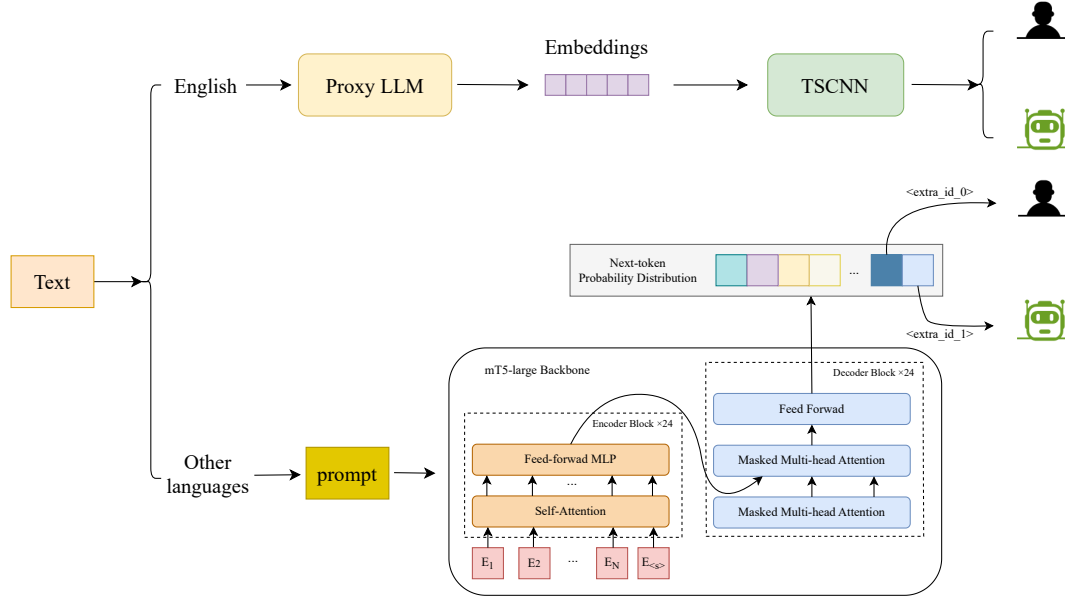 Embeddings
English
Proxy LLM
TSCNN
<extra_id_0>
Text
Next-token
Probability Distribution
...
<extra_id_1>
mT5-large Backbone
Decoder Block ×24
Feed Forwad
Encoder Block ×24
Other
languages
prompt
Feed-forwad MLP
Masked Multi-head Attention
...
Self-Attention
Masked Multi-head Attention
E1
E2
...
EN
E<s>